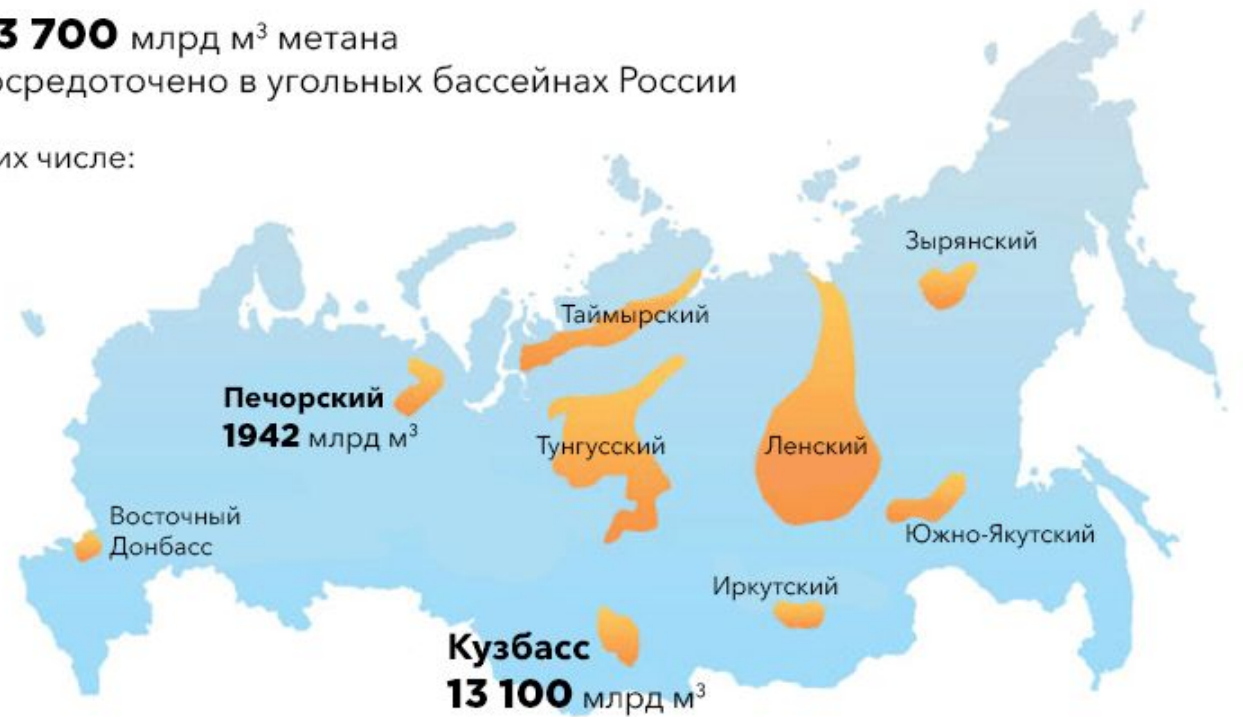 3 700 млрд м³ метана
осредоточено в угольных бассейнах России
их числе:
Зырянский
Таймырский
Печорский
1942 млрд м³
Тунгусский
Ленский
Восточный
Донбасс
Южно-Якутский
Иркутский
Кузбасс
13 100 млрд м³